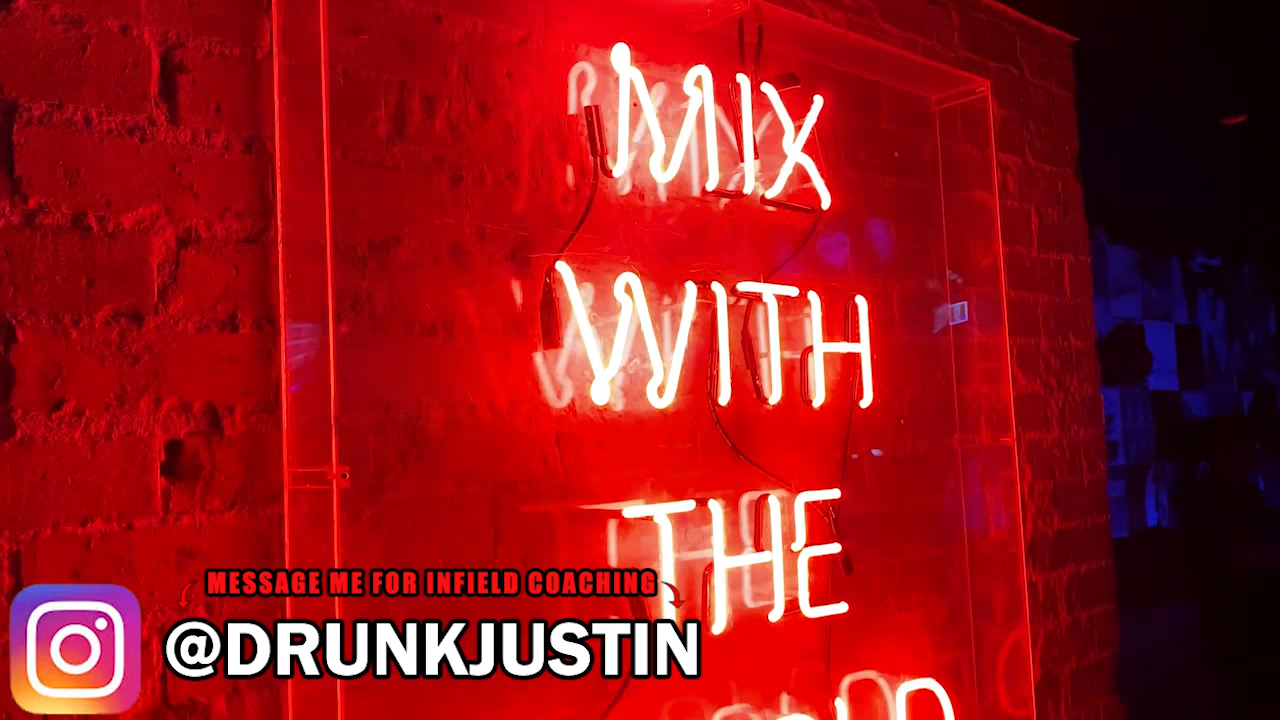 MIX
WITH
THE
MESSAGE ME FOR INFIELD COACHING
@DRUNKJUSTIN